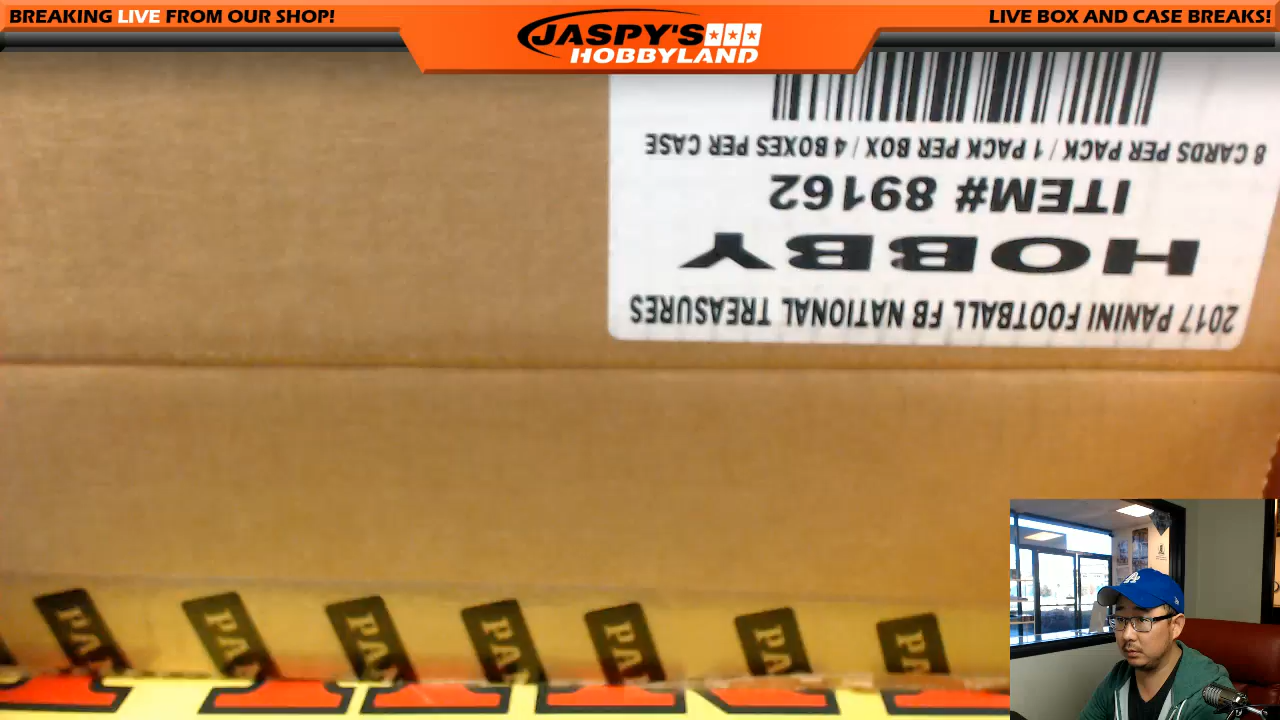 BREAKING LIVE FROM OUR SHOP!
JASPY'S
HOBBYLAND
LIVE BOX AND CASE BREAKS!
2017 PANINI FOOTBALL FB NATIONAL TREASURES
HOBBY
ITEM# 89162
8 CARDS PER PACK / 1 PACK PER BOX / 4 BOXES PER CASE
LA